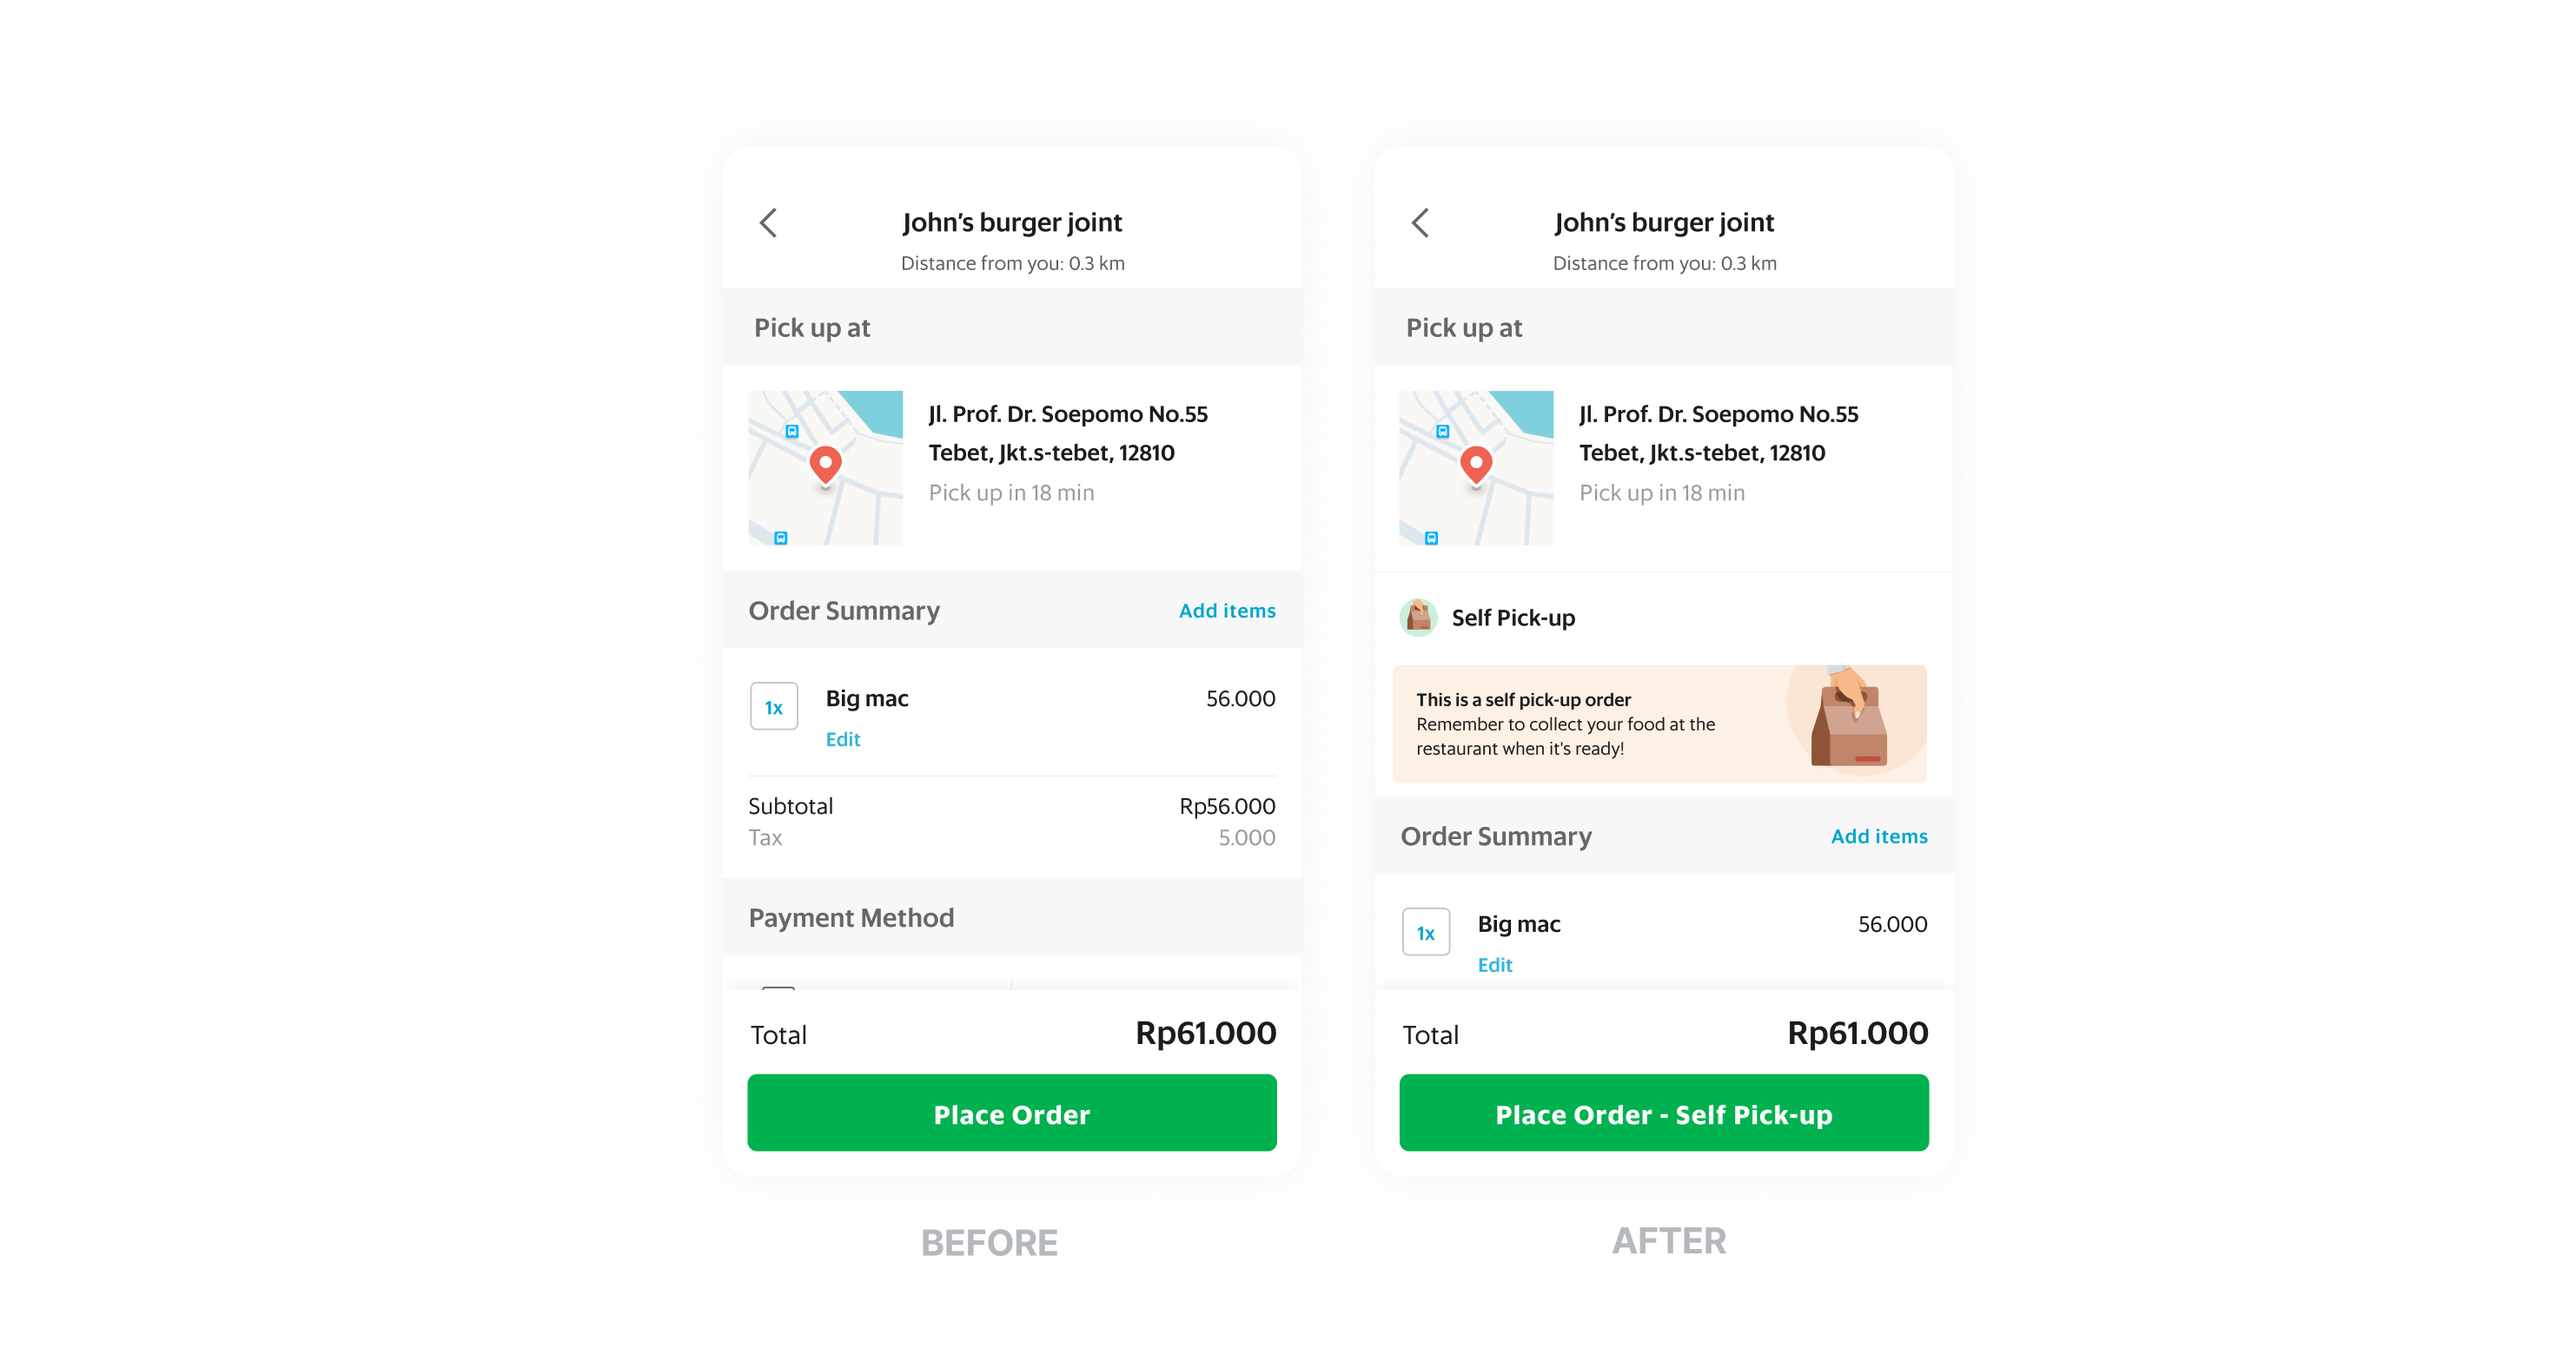 John's burger joint
Distance from you: 0.3 km
Pick up at
Jl. Prof. Dr. Soepomo No.55
Tebet, Jkt.s-tebet, 12810
Pick up in 18 min
Order Summary Add items
1x Big mac 56.000
Edit
Subtotal Rp56.000
Tax 5.000
Payment Method
Total Rp61.000
Place Order
BEFORE
John's burger joint
Distance from you: 0.3 km
Pick up at
Jl. Prof. Dr. Soepomo No.55
Tebet, Jkt.s-tebet, 12810
Pick up in 18 min
Self Pick-up
This is a self pick-up order
Remember to collect your food at the
restaurant when it's ready!
Order Summary Add items
1x Big mac 56.000
Edit
Total Rp61.000
Place Order - Self Pick-up
AFTER